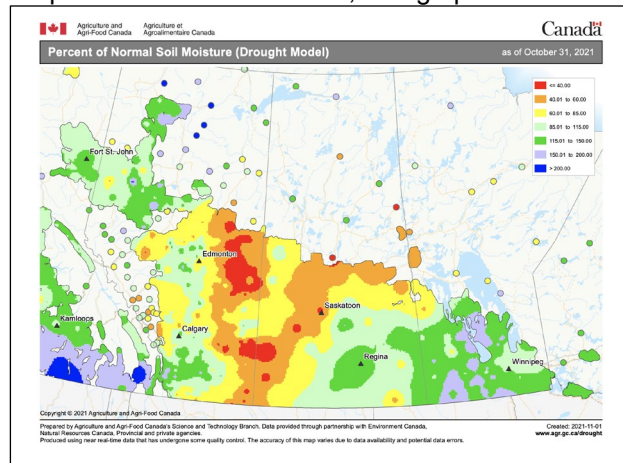 Agriculture and Agriculture et
Agri-Food Canada Agroalimentaire Canada
Canada
Percent of Normal Soil Moisture (Drought Model) as of October 31, 2021
<= 40.00
40.01 to 60.00
60.01 to 85.00
85.01 to 115.00
115.01 to 150.00
150.01 to 200.00
> 200.00
Fort St. John
Edmonton
Saskatoon
Kamloops
Calgary
Regina
Winnipeg
Copyright © 2021 Agriculture and Agri-Food Canada
Prepared by Agriculture and Agri-Food Canada's Science and Technology Branch. Data provided through partnership with Environment Canada, Created: 2021-11-01
Natural Resources Canada, Provincial and private agencies. www.agr.gc.ca/drought
Produced using near real-time data that has undergone some quality control. The accuracy of this map varies due to data availability and potential data errors.